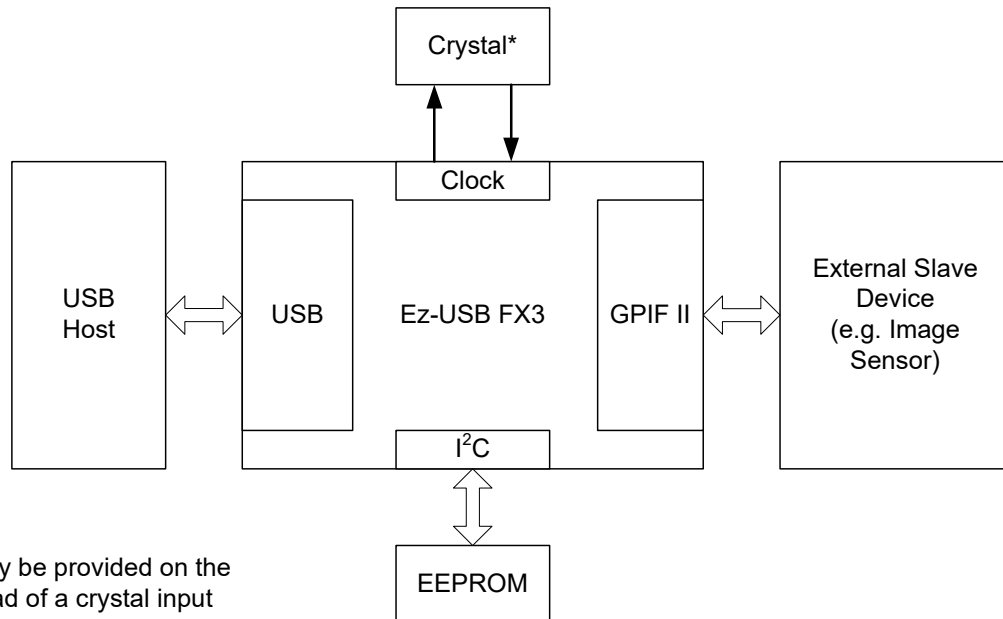 Crystal*
Clock
USB
Host
USB
Ez-USB FX3
GPIF II
External Slave
Device
(e.g. Image
Sensor)
I²C
EEPROM
be provided on the
of a crystal input